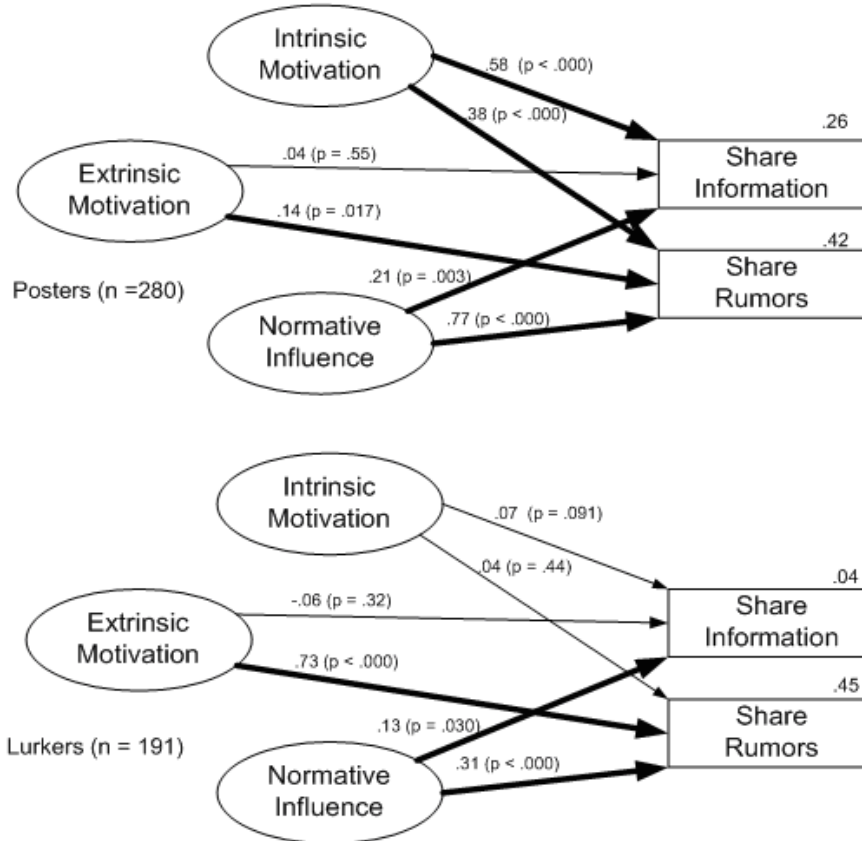 Intrinsic
Motivation
.58 (p < .000)
.38 (p < .000)
.26
Share
Information
.04 (p = .55)
Extrinsic
Motivation
.14 (p = .017)
.42
Share
Rumors
Posters (n =280)
.21 (p = .003)
Normative
Influence
.77 (p < .000)
Intrinsic
Motivation
.07 (p = .091)
.04 (p = .44)
.04
Share
Information
-.06 (p = .32)
Extrinsic
Motivation
.73 (p < .000)
.45
Share
Rumors
Lurkers (n = 191)
.13 (p = .030)
Normative
Influence
.31 (p < .000)